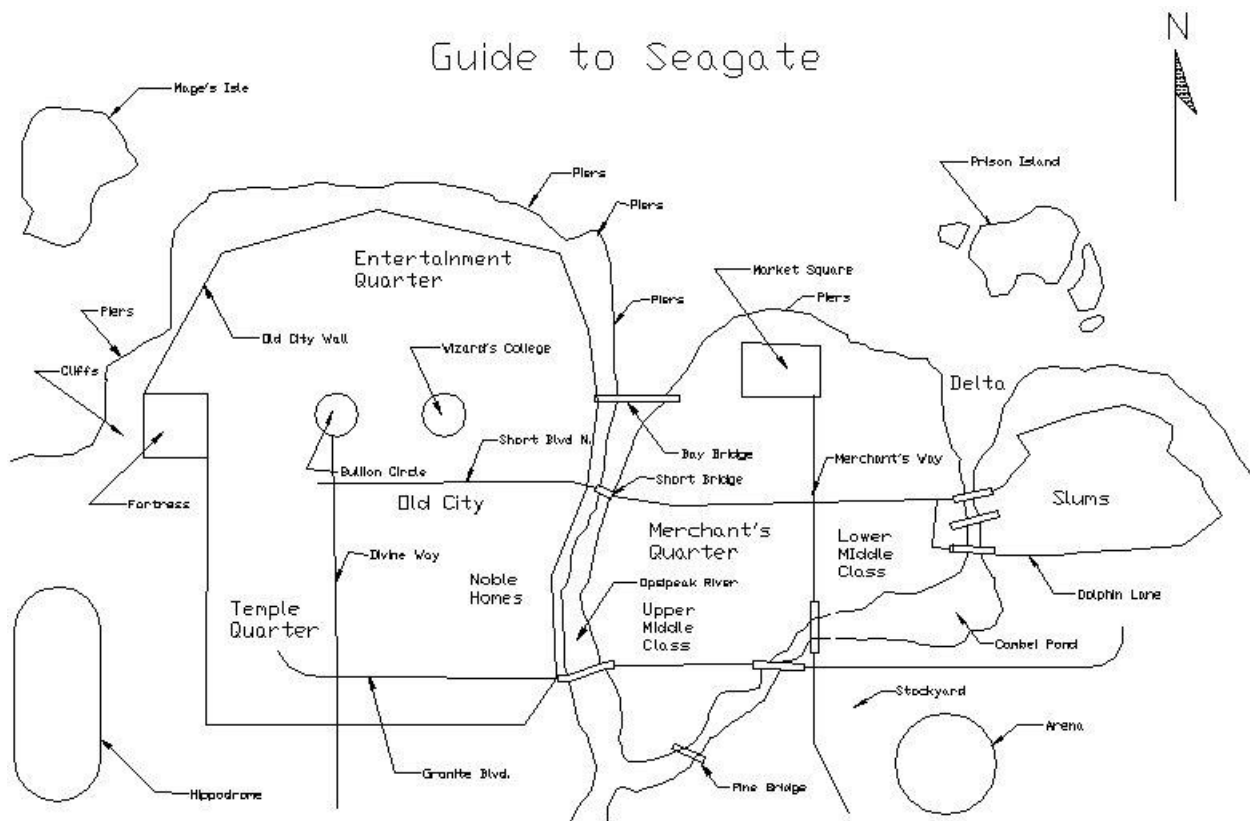 Guide to Seagate
N
Mage's Isle
Prison Island
Piers
Piers
Entertainment
Quarter
Market Square
Piers
Piers
Piers
Old City Wall
Wizard's College
Cliffs
Delta
Short Blvd N.
Bay Bridge
Merchant's Way
Bullion Circle
Short Bridge
Fortress
Old City
Slums
Merchant's
Quarter
Lower
Middle
Class
Divine Way
Noble
Homes
Opalpeak River
Dolphin Lane
Temple
Quarter
Upper
Middle
Class
Cambel Pond
Stockyard
Arena
Granite Blvd.
Pine Bridge
Hippodrome